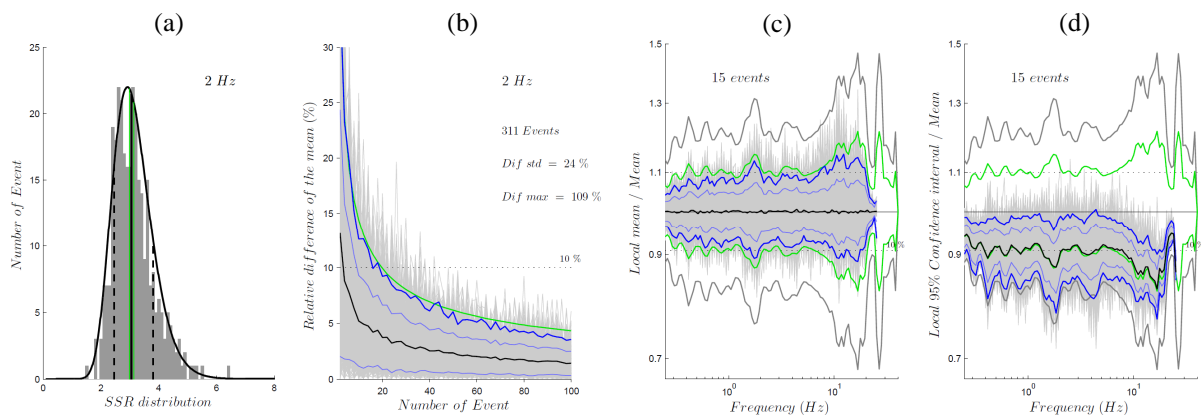 (a)
(b)
(c)
(d)
25
20
15
10
5
0
Number of Event
2 Hz
0
2
4
6
8
SSR distribution
30
25
20
15
10
5
0
Relative difference of the mean (%)
2 Hz
311 Events
Dif std = 24 %
Dif max = 109 %
10 %
20
40
60
80
100
Number of Event
1.5
1.3
1.1
0.9
0.7
Local mean / Mean
15 events
10 %
10⁰
10¹
Frequency (Hz)
1.5
1.3
1.1
0.9
0.7
Local 95% Confidence interval / Mean
15 events
10 %
10⁰
10¹
Frequency (Hz)